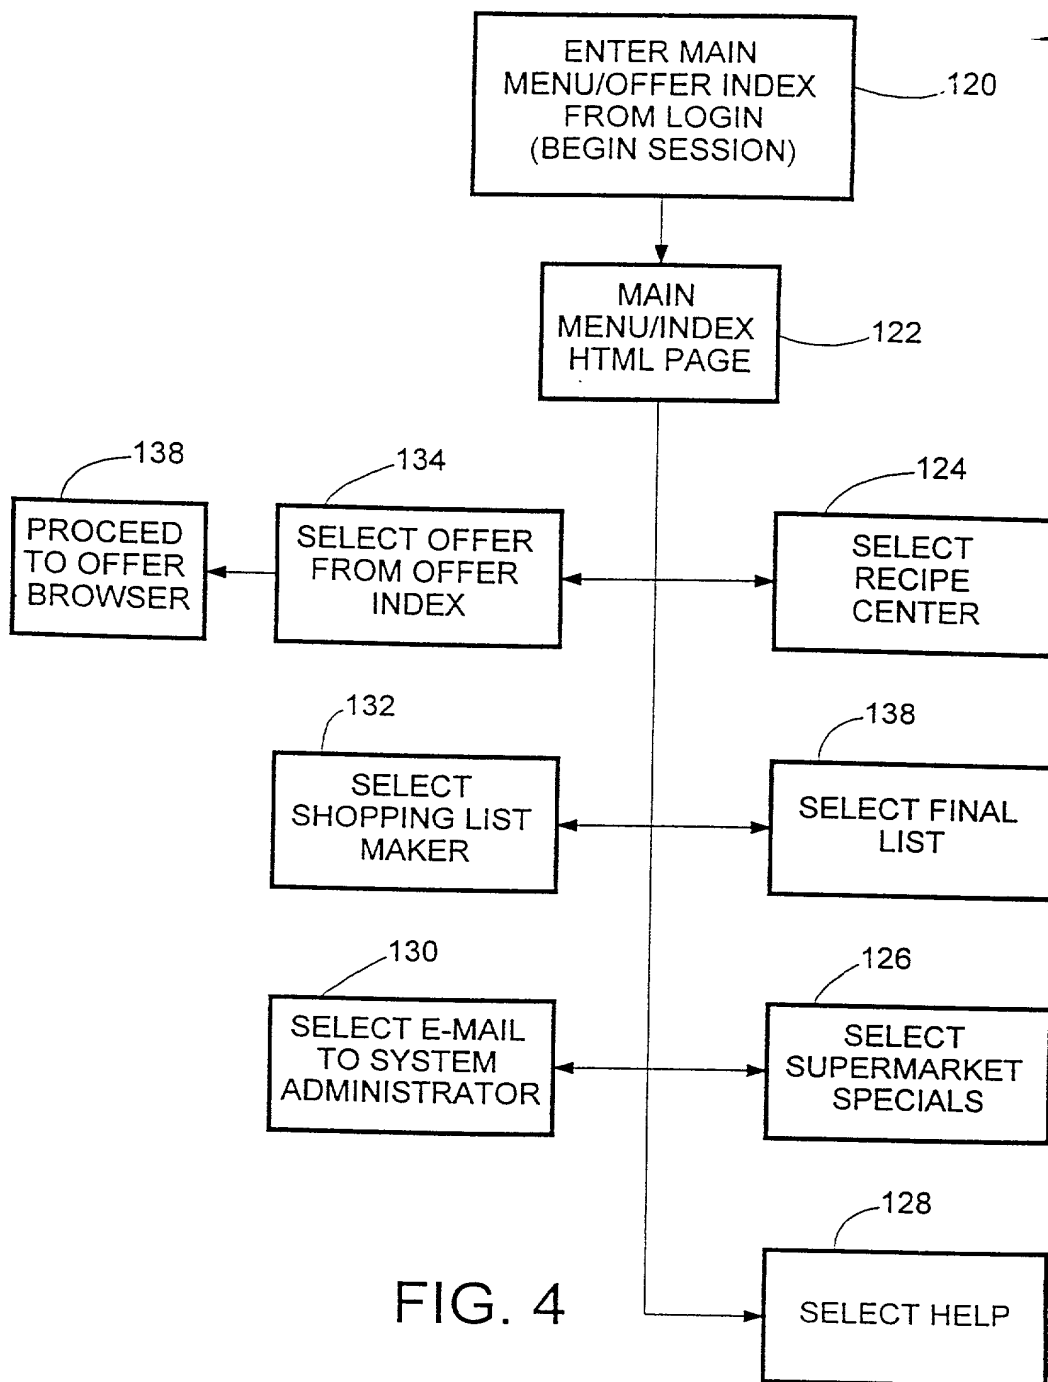 ENTER MAIN
MENU/OFFER INDEX
FROM LOGIN
(BEGIN SESSION)
120
MAIN
MENU/INDEX
HTML PAGE
122
138
PROCEED
TO OFFER
BROWSER
134
SELECT OFFER
FROM OFFER
INDEX
124
SELECT
RECIPE
CENTER
132
SELECT
SHOPPING LIST
MAKER
138
SELECT FINAL
LIST
130
SELECT E-MAIL
TO SYSTEM
ADMINISTRATOR
126
SELECT
SUPERMARKET
SPECIALS
128
SELECT HELP
FIG. 4